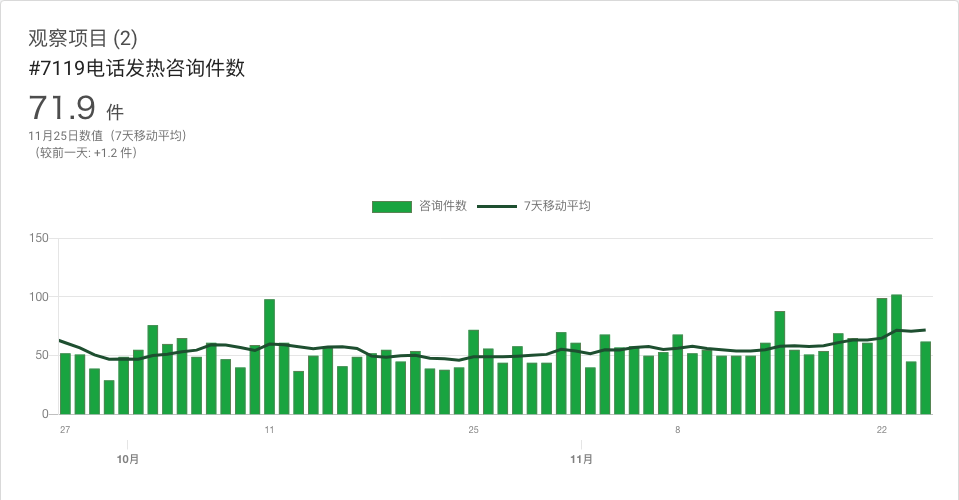 观察项目 (2)
#7119电话发热咨询件数
71.9 件
11月25日数值（7天移动平均）
（较前一天: +1.2 件）
咨询件数 7天移动平均
150
100
50
0
27 11 25 8 22
10月 11月